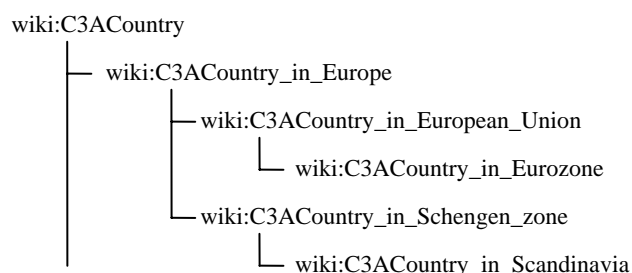 wiki:C3ACountry
wiki:C3ACountry_in_Europe
wiki:C3ACountry_in_European_Union
wiki:C3ACountry_in_Eurozone
wiki:C3ACountry_in_Schengen_zone
wiki:C3ACountry_in_Scandinavia